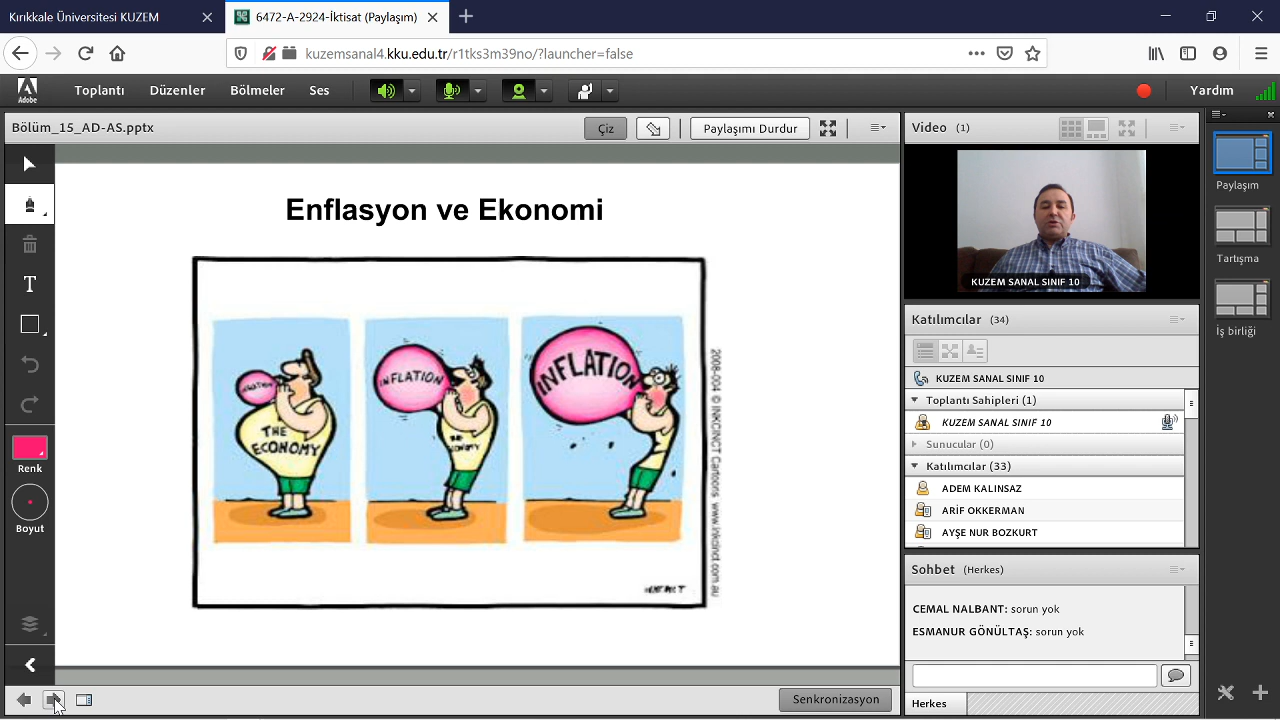 Kırıkkale Üniversitesi KUZEM
6472-A-2924-İktisat (Paylaşım)
kuzemsanal4.kku.edu.tr/r1tks3m39no/?launcher=false
Adobe
Toplantı
Düzenler
Bölmeler
Ses
Yardım
Bölüm_15_AD-AS.pptx
Çiz
Paylaşımı Durdur
T
Renk
Boyut
Enflasyon ve Ekonomi
THE
ECONOMY
INFLATION
INFLATION
2008-004 © INKCINCT Cartoons www.inkcinct.com.au
Senkronizasyon
Video (1)
KUZEM SANAL SINIF 10
Katılımcılar (34)
KUZEM SANAL SINIF 10
Toplantı Sahipleri (1)
KUZEM SANAL SINIF 10
Sunucular (0)
Katılımcılar (33)
ADEM KALINSAZ
ARİF OKKERMAN
AYŞE NUR BOZKURT
Sohbet (Herkes)
CEMAL NALBANT: sorun yok
ESMANUR GÖNÜLTAŞ: sorun yok
Herkes
Paylaşım
Tartışma
İş birliği